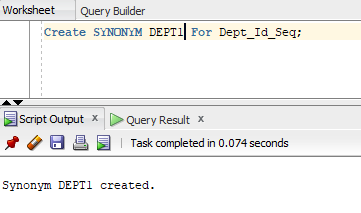 Worksheet Query Builder
Create SYNONYM DEPT1 For Dept_Id_Seq;
Script Output x Query Result x
Task completed in 0.074 seconds
Synonym DEPT1 created.